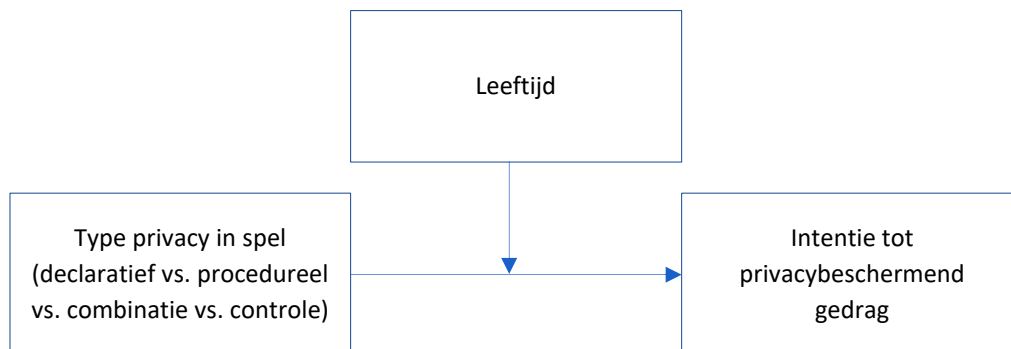 Leeftijd
Type privacy in spel
(declaratief vs. procedureel
vs. combinatie vs. controle)
Intentie tot
privacybeschermend
gedrag